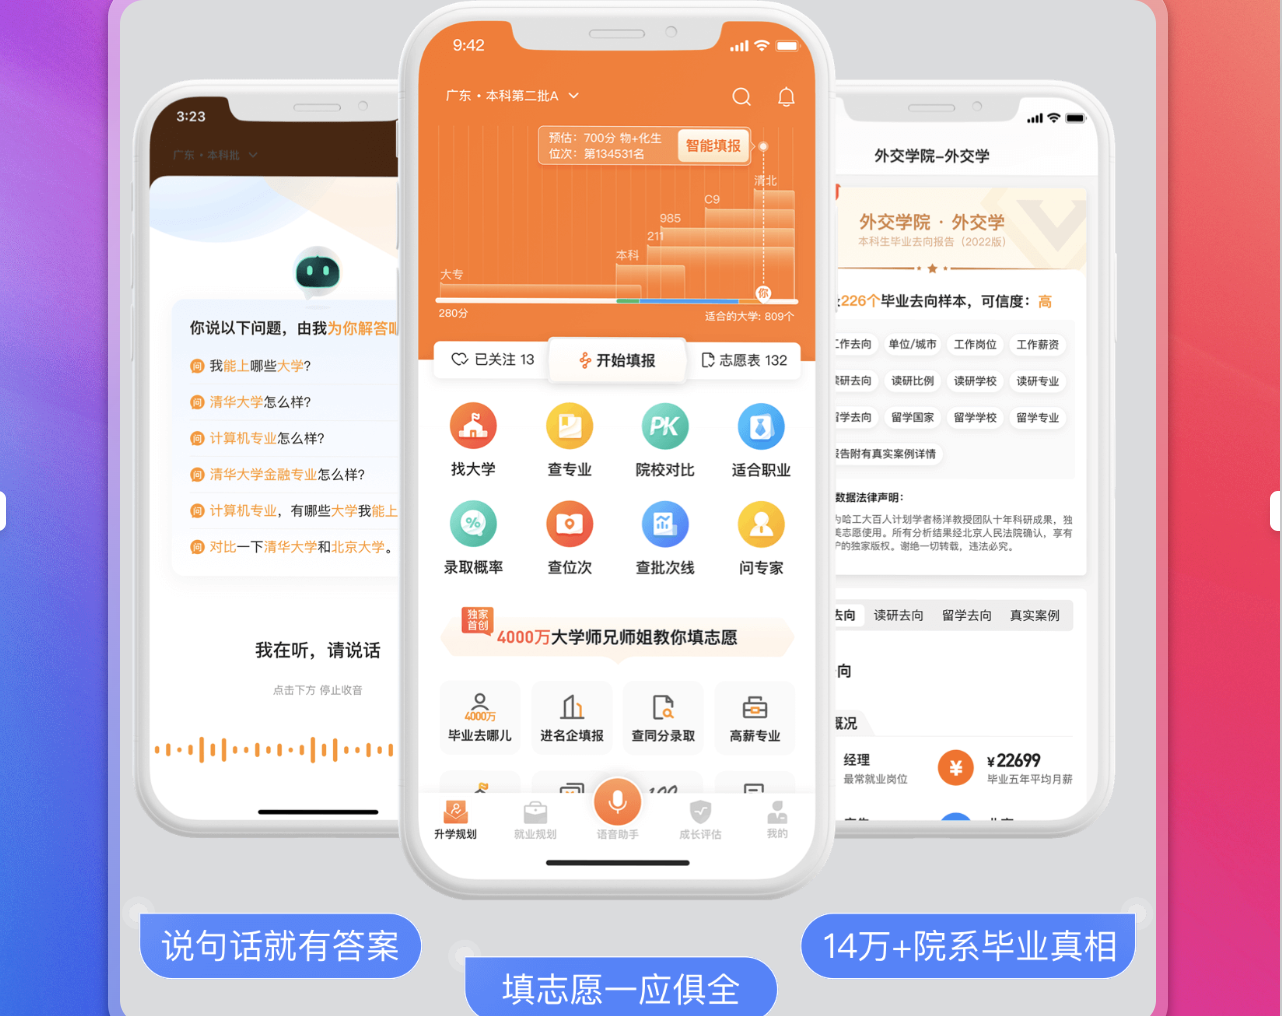 3:23
广东・本科批
你说以下问题，由我为你解答
问 我能上哪些大学?
问 清华大学怎么样?
问 计算机专业怎么样?
问 清华大学金融专业怎么样?
问 计算机专业，有哪些大学我能上
问 对比一下清华大学和北京大学。
我在听，请说话
点击下方 停止收音
9:42
广东・本科第二批A
预估：700分 物+化生
位次：第134531名
智能填报
清北
C9
985
211
本科
大专
你
280分
适合的大学: 809个
已关注 13
开始填报
志愿表 132
找大学
查专业
PK
院校对比
适合职业
%
录取概率
查位次
查批次线
问专家
独家
首创
4000万大学师兄师姐教你填志愿
4000万
毕业去哪儿
进名企填报
查同分录取
高薪专业
升学规划
就业规划
语音助手
成长评估
我的
外交学院-外交学
外交学院 · 外交学
本科生毕业去向报告（2022版）
226个毕业去向样本，可信度：高
工作去向
单位/城市
工作岗位
工作薪资
读研去向
读研比例
读研学校
读研专业
留学去向
留学国家
留学学校
留学专业
告附有真实案例详情
数据法律声明：
为哈工大百人计划学者杨洋教授团队十年科研成果，独
美志愿使用。所有分析结果经北京人民法院确认，享有
的独家版权。谢绝一切转载，违法必究。
去向
读研去向
留学去向
真实案例
向
概况
经理
最常就业岗位
¥
¥22699
毕业五年平均月薪
说句话就有答案
填志愿一应俱全
14万+院系毕业真相